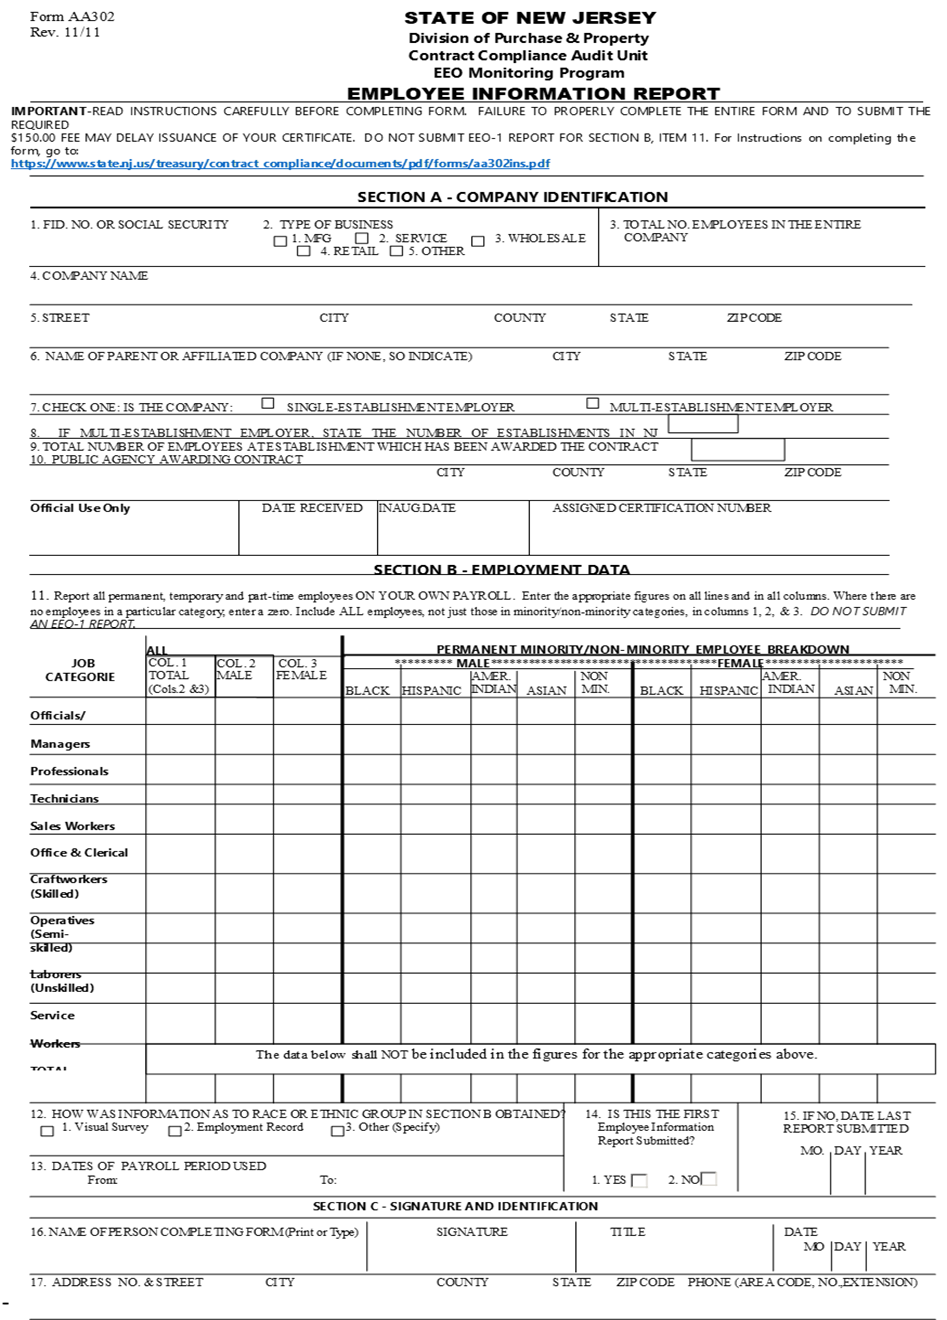 Form AA302
Rev. 11/11
STATE OF NEW JERSEY
Division of Purchase & Property
Contract Compliance Audit Unit
EEO Monitoring Program
EMPLOYEE INFORMATION REPORT
IMPORTANT-READ INSTRUCTIONS CAREFULLY BEFORE COMPLETING FORM. FAILURE TO PROPERLY COMPLETE THE ENTIRE FORM AND TO SUBMIT THE
REQUIRED
$150.00 FEE MAY DELAY ISSUANCE OF YOUR CERTIFICATE. DO NOT SUBMIT EEO-1 REPORT FOR SECTION B, ITEM 11. For Instructions on completing the
form, go to:
https://www.state.nj.us/treasury/contract_compliance/documents/pdf/forms/aa302ins.pdf
SECTION A - COMPANY IDENTIFICATION
1. FID. NO. OR SOCIAL SECURITY 2. TYPE OF BUSINESS 3. TOTAL NO. EMPLOYEES IN THE ENTIRE
1. MFG 2. SERVICE 3. WHOLESALE COMPANY
4. RETAIL 5. OTHER
4. COMPANY NAME
5. STREET CITY COUNTY STATE ZIP CODE
6. NAME OF PARENT OR AFFILIATED COMPANY (IF NONE, SO INDICATE) CITY STATE ZIP CODE
7. CHECK ONE: IS THE COMPANY: SINGLE-ESTABLISHMENT EMPLOYER MULTI-ESTABLISHMENT EMPLOYER
8. IF MULTI-ESTABLISHMENT EMPLOYER, STATE THE NUMBER OF ESTABLISHMENTS IN NJ
9. TOTAL NUMBER OF EMPLOYEES AT ESTABLISHMENT WHICH HAS BEEN AWARDED THE CONTRACT
10. PUBLIC AGENCY AWARDING CONTRACT
CITY COUNTY STATE ZIP CODE
Official Use Only DATE RECEIVED INAUG.DATE ASSIGNED CERTIFICATION NUMBER
SECTION B - EMPLOYMENT DATA
11. Report all permanent, temporary and part-time employees ON YOUR OWN PAYROLL. Enter the appropriate figures on all lines and in all columns. Where there are
no employees in a particular category, enter a zero. Include ALL employees, not just those in minority/non-minority categories, in columns 1, 2, & 3. DO NOT SUBMIT
AN EEO-1 REPORT.
ALL PERMANENT MINORITY/NON-MINORITY EMPLOYEE BREAKDOWN
JOB COL. 1 COL. 2 COL. 3 ********* MALE***********************************FEMALE*********************
CATEGORIE TOTAL MALE FEMALE AMER. NON AMER. NON
(Cols.2 &3) BLACK HISPANIC INDIAN ASIAN MIN. BLACK HISPANIC INDIAN ASIAN MIN.
Officials/
Managers
Professionals
Technicians
Sales Workers
Office & Clerical
Craftworkers
(Skilled)
Operatives
(Semi-
skilled)
Laborers
(Unskilled)
Service
Workers
The data below shall NOT be included in the figures for the appropriate categories above.
TOTAL
12. HOW WAS INFORMATION AS TO RACE OR ETHNIC GROUP IN SECTION B OBTAINED? 14. IS THIS THE FIRST 15. IF NO, DATE LAST
1. Visual Survey 2. Employment Record 3. Other (Specify) Employee Information REPORT SUBMITTED
Report Submitted?
MO. DAY YEAR
13. DATES OF PAYROLL PERIOD USED
From: To: 1. YES 2. NO
SECTION C - SIGNATURE AND IDENTIFICATION
16. NAME OF PERSON COMPLETING FORM (Print or Type) SIGNATURE TITLE DATE
MO DAY YEAR
17. ADDRESS NO. & STREET CITY COUNTY STATE ZIP CODE PHONE (AREA CODE, NO.,EXTENSION)
-